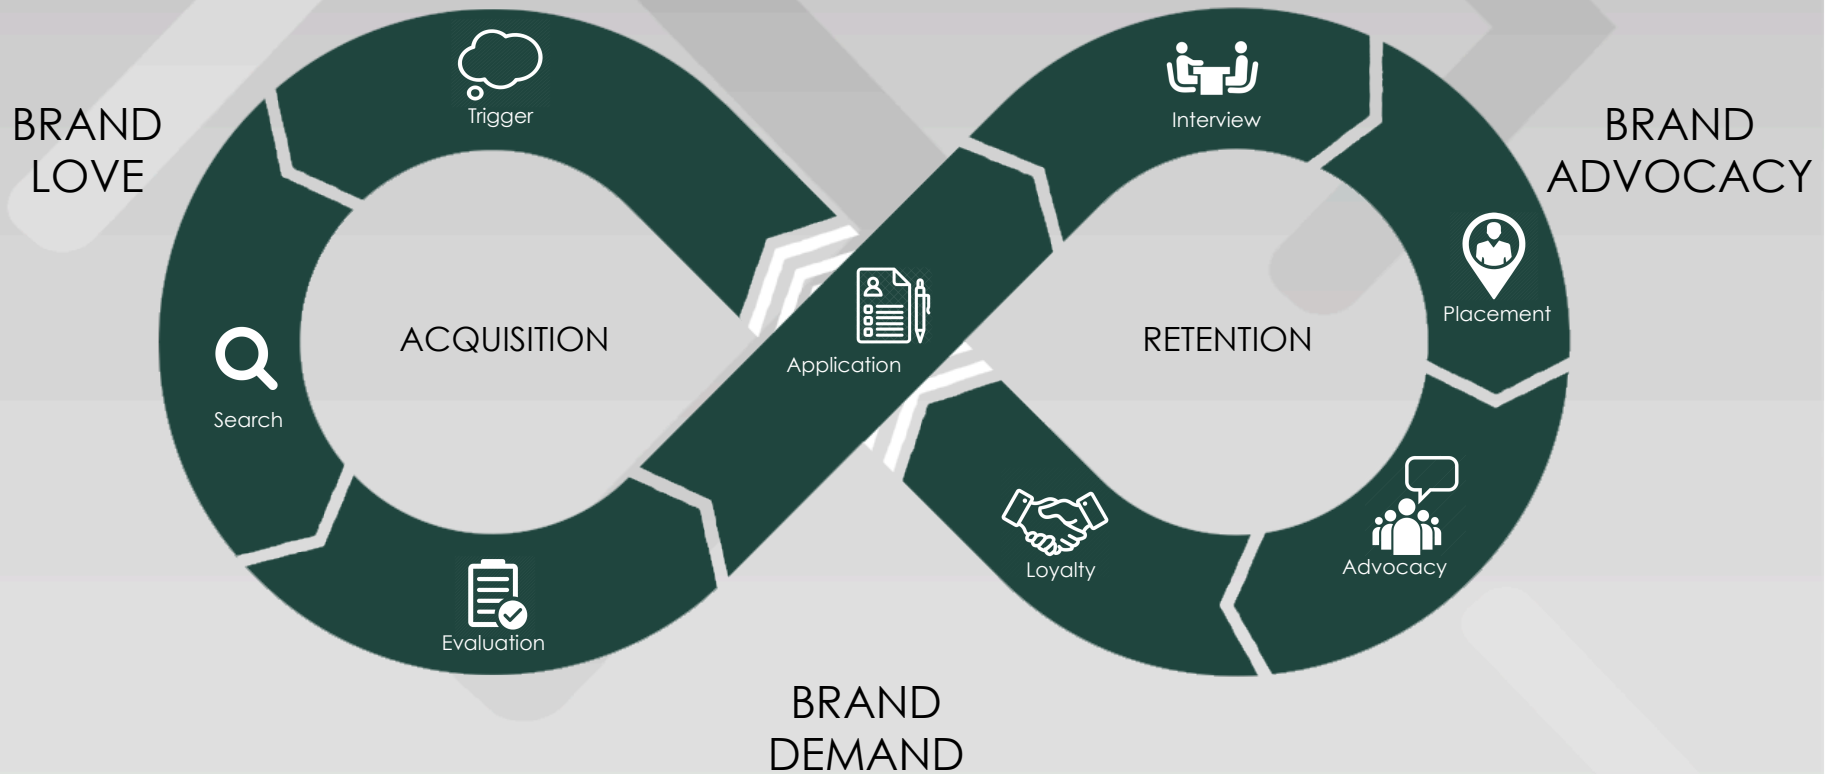 BRAND
LOVE
Trigger
Search
Evaluation
ACQUISITION
Application
BRAND
DEMAND
Interview
Placement
Advocacy
Loyalty
RETENTION
BRAND
ADVOCACY